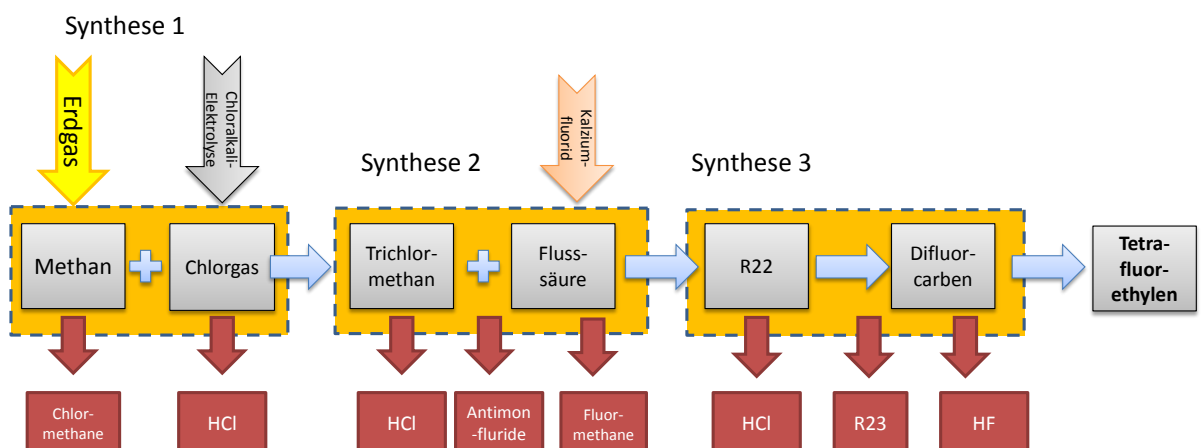 Synthese 1
Erdgas
Chloralkali-
Elektrolyse
Kalzium-
fluorid
Synthese 2
Synthese 3
Methan
Chlorgas
Trichlor-
methan
Fluss-
säure
R22
Difluor-
carben
Tetra-
fluor-
ethylen
Chlor-
methane
HCl
HCl
Antimon
-fluride
Fluor-
methane
HCl
R23
HF